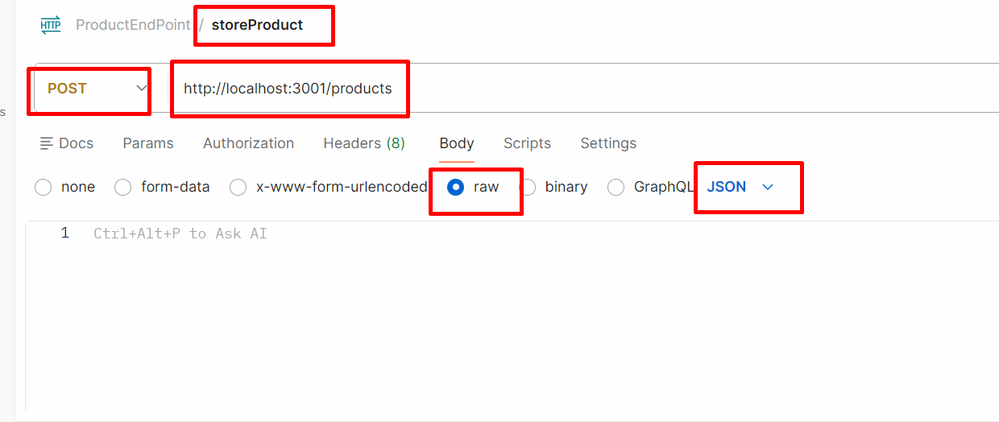 HTTP ProductEndPoint / storeProduct
POST http://localhost:3001/products
s
Docs Params Authorization Headers (8) Body Scripts Settings
none form-data x-www-form-urlencoded raw binary GraphQL JSON
1 Ctrl+Alt+P to Ask AI